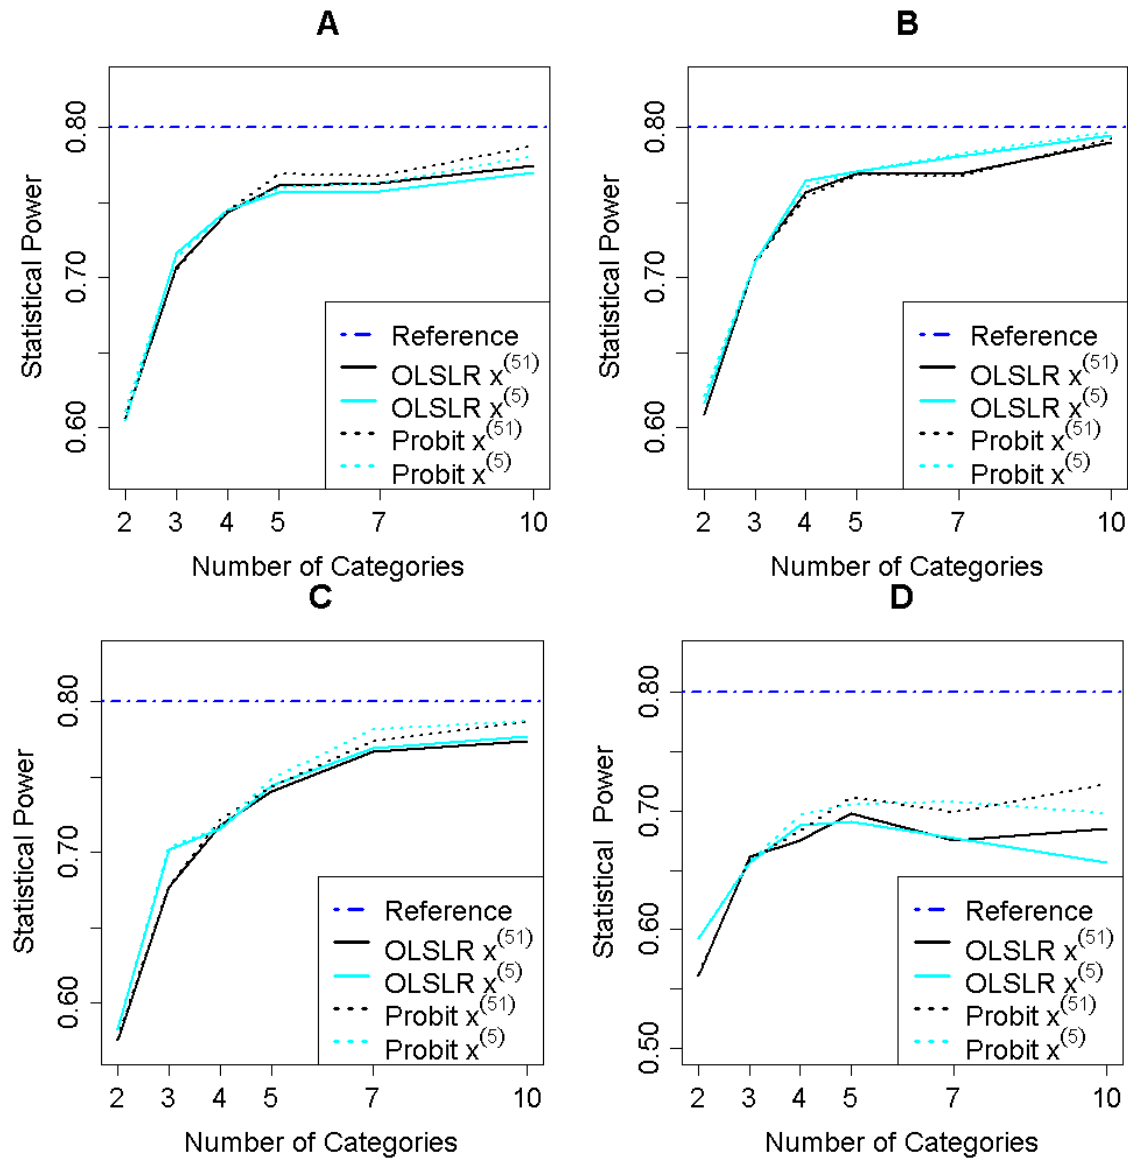 A
Statistical Power
0.80
0.70
0.60
Reference
OLSLR x(51)
OLSLR x(5)
Probit x(51)
Probit x(5)
2 3 4 5 7 10
Number of Categories
B
Statistical Power
0.80
0.70
0.60
Reference
OLSLR x(51)
OLSLR x(5)
Probit x(51)
Probit x(5)
2 3 4 5 7 10
Number of Categories
C
Statistical Power
0.80
0.70
0.60
Reference
OLSLR x(51)
OLSLR x(5)
Probit x(51)
Probit x(5)
2 3 4 5 7 10
Number of Categories
D
Statistical Power
0.80
0.70
0.60
0.50
Reference
OLSLR x(51)
OLSLR x(5)
Probit x(51)
Probit x(5)
2 3 4 5 7 10
Number of Categories